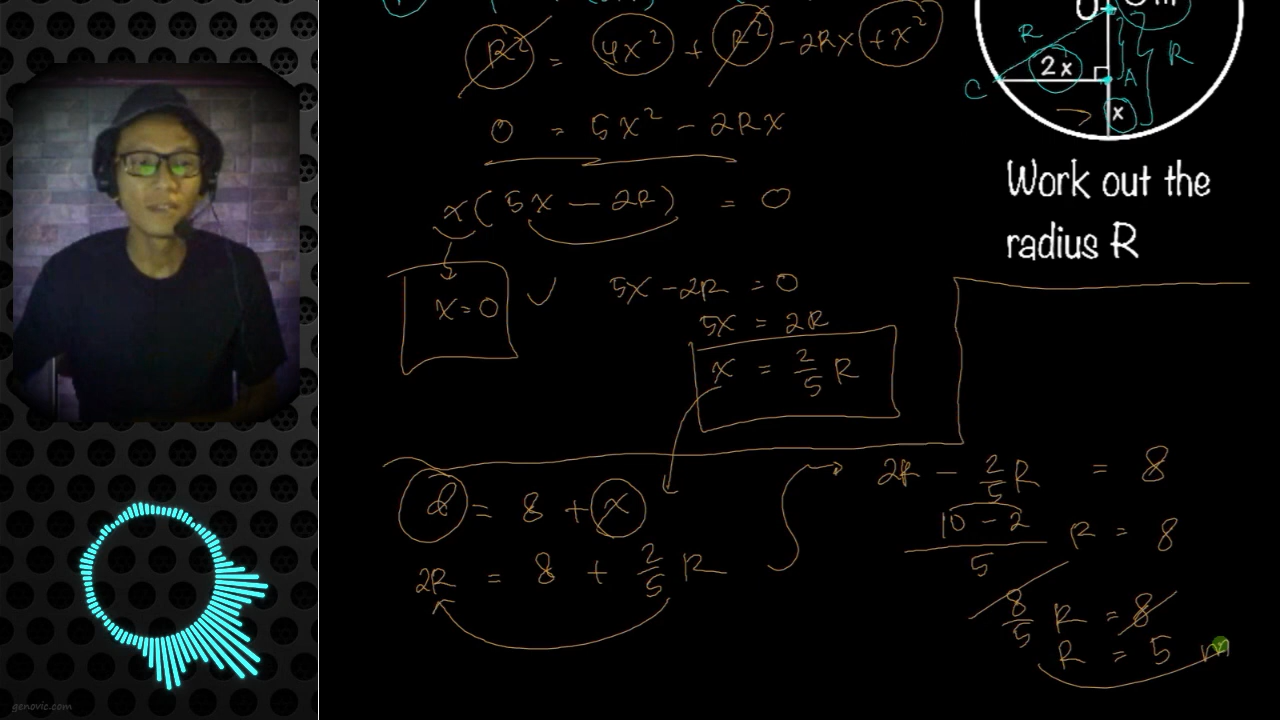 R² = 4x² + R² - 2Rx + x²
0 = 5x² - 2Rx
x(5x - 2R) = 0
x = 0
5x - 2R = 0
5x = 2R
x = 2/5 R
d = 8 + x
2R = 8 + 2/5 R
2R - 2/5 R = 8
10 - 2 / 5 R = 8
8/5 R = 8
R = 5 m
O
R
R
2x
A
C
x
Work out the
radius R
genovic.com